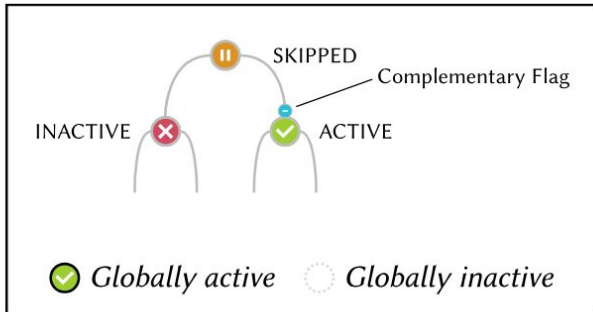 SKIPPED
Complementary Flag
INACTIVE
ACTIVE
Globally active
Globally inactive